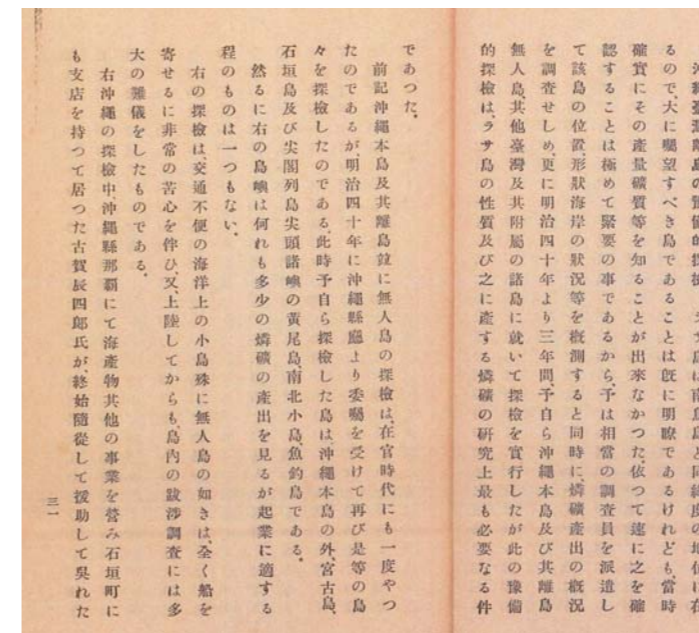 るので、大に囑望すべき島であることは旣に明瞭であるけれども、當時
確實にその產量礦質等を知ることが出來なかつた依つて速に之を確
認することは極めて緊要の事であるから、予は相當の調査員を派遣し
て該島の位置、形狀、海岸の狀況等を槪測すると同時に、燐礦產出の槪況
を調査せしめ、更に明治四十年より三年間、予自ら沖繩本島及び其離島
無人島、其他臺灣及其附屬の諸島に就いて探檢を實行したが此の豫備
的探檢は、ラサ島の性質及び之に產する燐礦の硏究上最も必要なる件
であつた。
前記沖繩本島及其離島竝に無人島の探檢は、在官時代にも一度やつ
たのであるが、明治四十年に沖繩縣廳より委囑を受けて再び是等の島
々を探檢したのである、此時予自ら探檢した島は、沖繩本島の外、宮古島、
石垣島及び尖閣列島尖頭諸嶼の黃尾島、南北小島、魚釣島である。
然るに右の島嶼は何れも多少の燐礦の產出を見るが起業に適する
程のものは一つもない、
右の探檢は、交通不便の海洋上の小島殊に無人島の如きは、全く船を
寄せるに非常の苦心を伴ひ、又、上陸してからも、島內の跋涉調査には多
大の難儀をしたものである。
右沖繩の探檢中沖繩縣那覇にて海產物其他の事業を營み石垣町に
も支店を持つて居つた古賀辰四郞氏が、終始隨從して援助して吳れた
三一